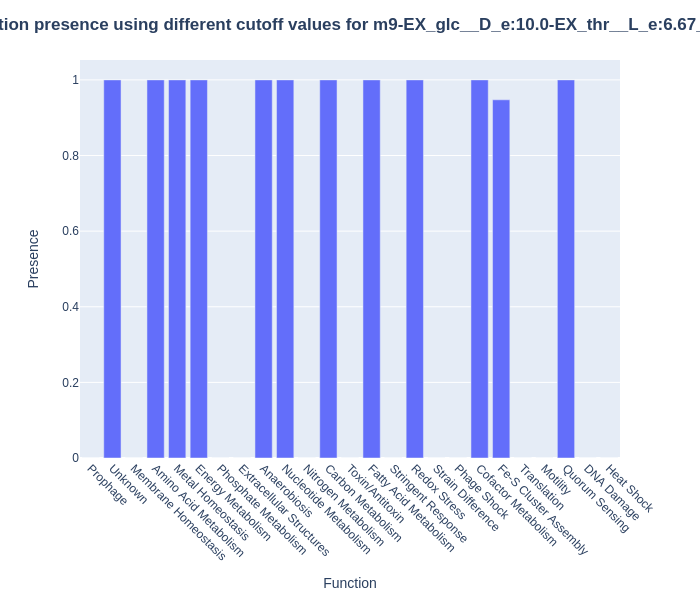 tion presence using different cutoff values for m9-EX_glc__D_e:10.0-EX_thr__L_e:6.67_
1
0.8
0.6
0.4
0.2
0
Presence
Prophage
Unknown
Membrane Homeostasis
Amino Acid Metabolism
Metal Homeostasis
Energy Metabolism
Phosphate Metabolism
Extracellular Structures
Anaerobiosis
Nucleotide Metabolism
Nitrogen Metabolism
Carbon Metabolism
Toxin/Antitoxin
Fatty Acid Metabolism
Stringent Response
Redox Stress
Strain Difference
Phage Shock
Cofactor Metabolism
Fe-S Cluster Assembly
Translation
Motility
Quorum Sensing
DNA Damage
Heat Shock
Function